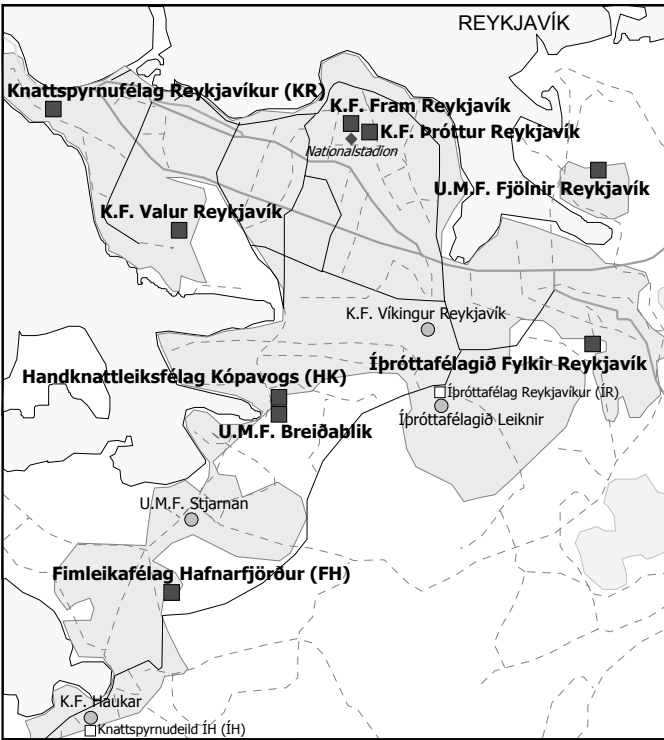 REYKJAVÍK
Knattspyrnufélag Reykjavíkur (KR)
K.F. Fram Reykjavík
K.F. Þróttur Reykjavík
Nationalstadion
U.M.F. Fjölnir Reykjavík
K.F. Valur Reykjavík
K.F. Víkingur Reykjavík
Íþróttafélagið Fylkir Reykjavík
Handknattleiksfélag Kópavogs (HK)
Íþróttafélag Reykjavíkur (ÍR)
Íþróttafélagið Leiknir
U.M.F. Breiðablik
U.M.F. Stjarnan
Fimleikafélag Hafnarfjörður (FH)
K.F. Haukar
Knattspyrnudeild ÍH (ÍH)